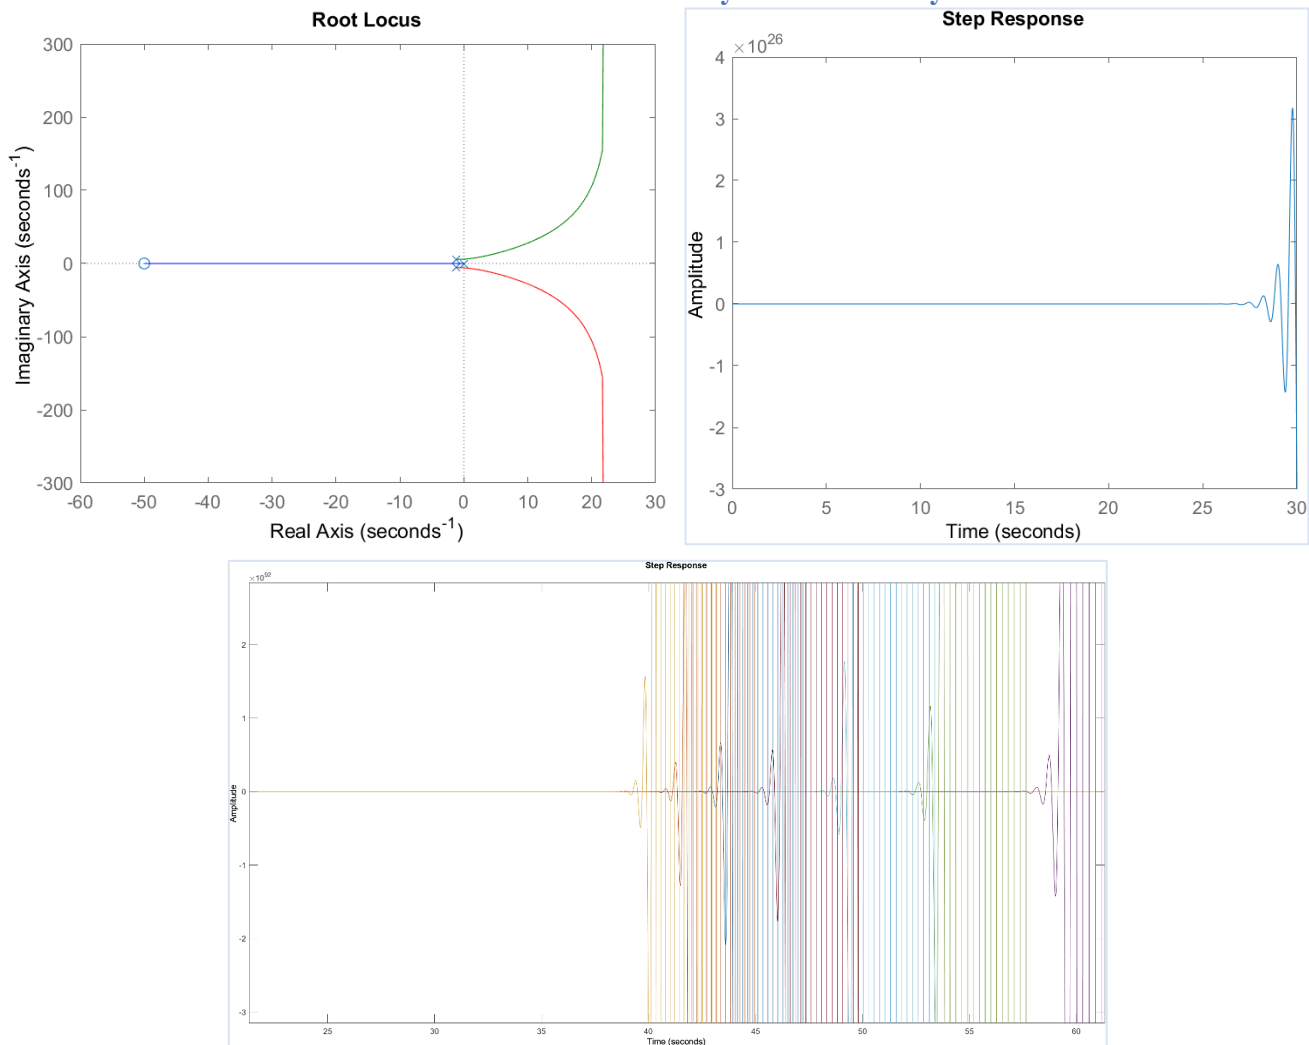 Root Locus
300
200
100
0
-100
-200
-300
-60 -50 -40 -30 -20 -10 0 10 20 30
Imaginary Axis (seconds-1)
Real Axis (seconds-1)
Step Response
×10^26
4
3
2
1
0
-1
-2
-3
0 5 10 15 20 25 30
Amplitude
Time (seconds)
Step Response
2
1
0
-1
-2
-3
25 30 35 40 45 50 55 60
Amplitude
Time (seconds)